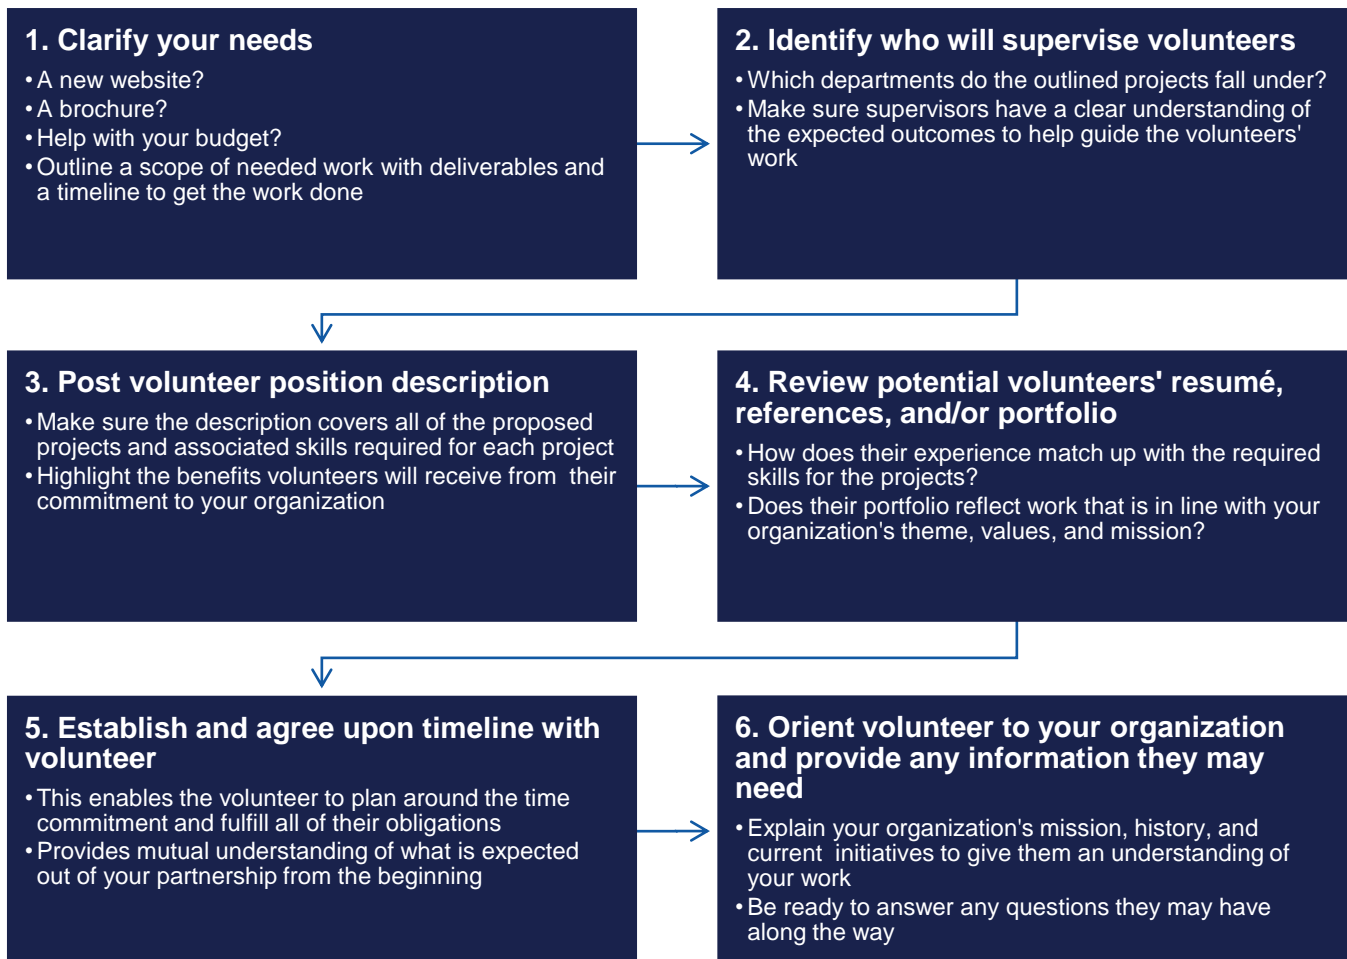 1. Clarify your needs
•A new website?
•A brochure?
•Help with your budget?
•Outline a scope of needed work with deliverables and
a timeline to get the work done
2. Identify who will supervise volunteers
•Which departments do the outlined projects fall under?
•Make sure supervisors have a clear understanding of
the expected outcomes to help guide the volunteers'
work
3. Post volunteer position description
•Make sure the description covers all of the proposed
projects and associated skills required for each project
•Highlight the benefits volunteers will receive from  their
commitment to your organization
4. Review potential volunteers' resumé,
references, and/or portfolio
•How does their experience match up with the required
skills for the projects?
•Does their portfolio reflect work that is in line with your
organization's theme, values, and mission?
5. Establish and agree upon timeline with
volunteer
•This enables the volunteer to plan around the time
commitment and fulfill all of their obligations
•Provides mutual understanding of what is expected
out of your partnership from the beginning
6. Orient volunteer to your organization
and provide any information they may
need
•Explain your organization's mission, history, and
current  initiatives to give them an understanding of
your work
•Be ready to answer any questions they may have
along the way